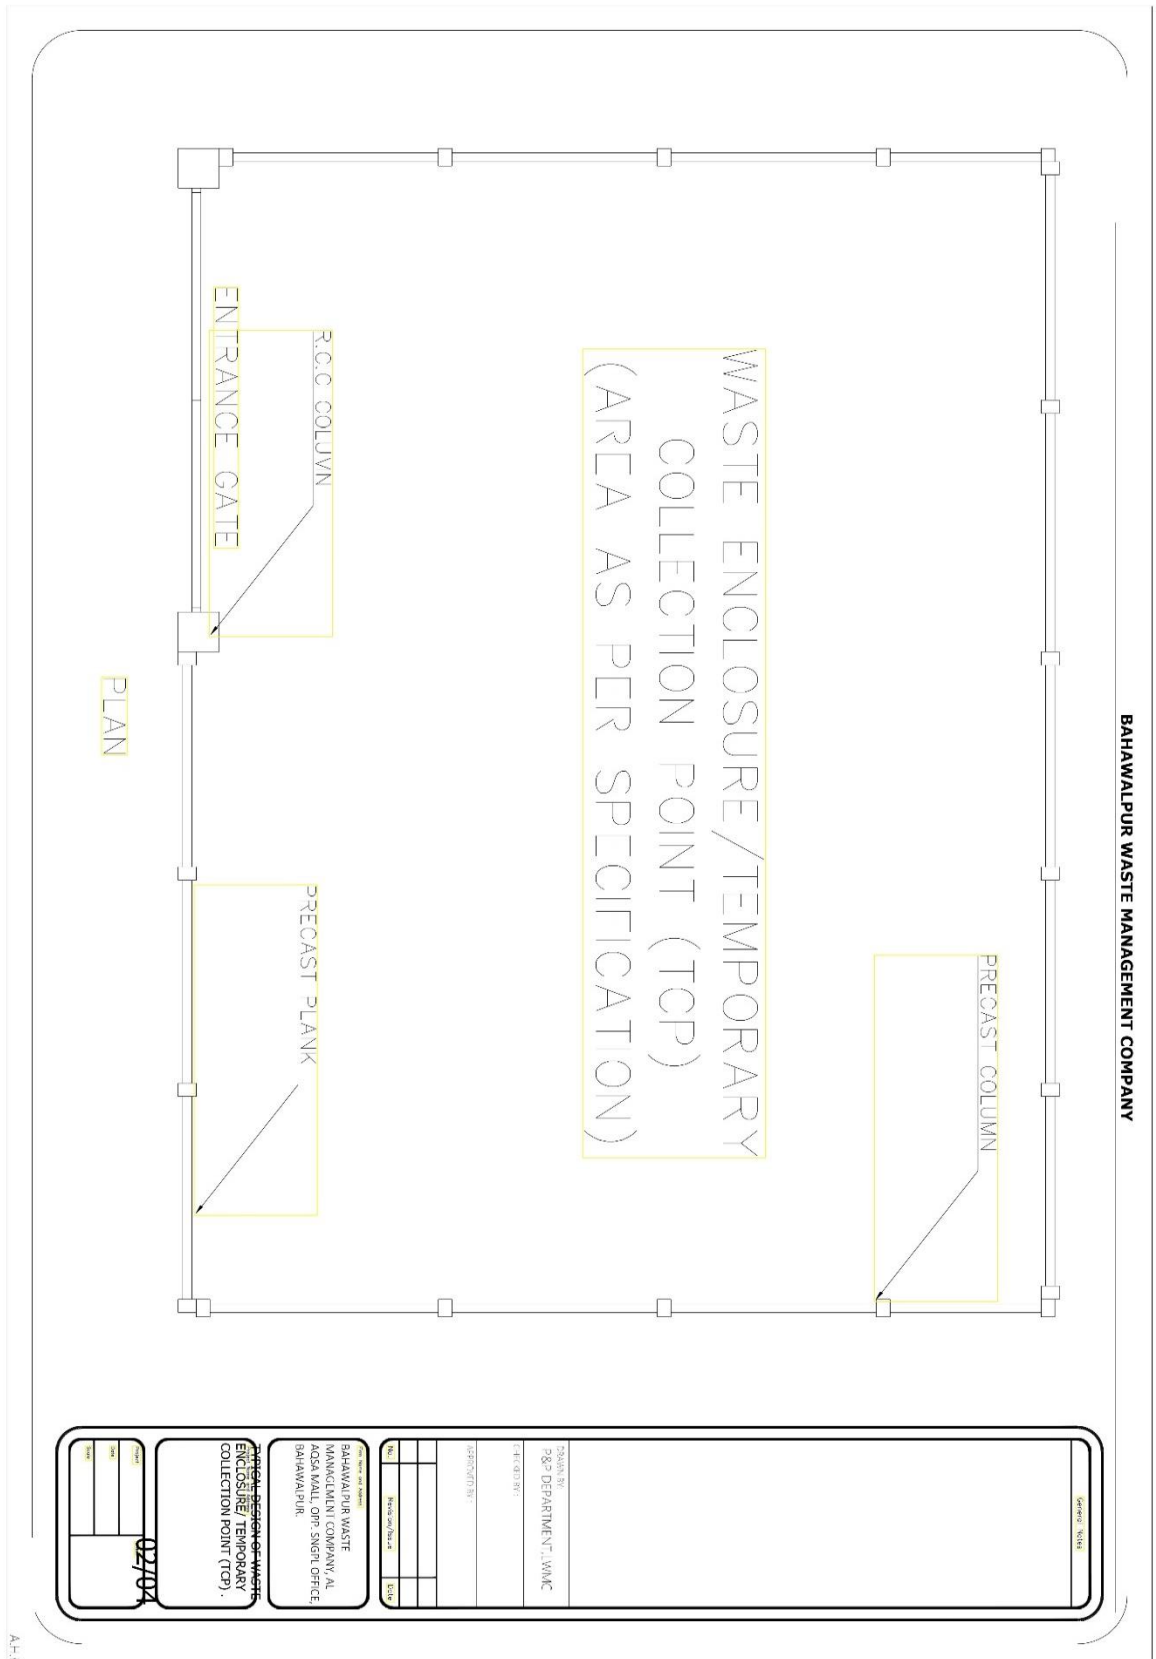 BAHAWALPUR WASTE MANAGEMENT COMPANY
WASTE ENCLOSURE/TEMPORARY
COLLECTION POINT (TCP)
(AREA AS PER SPECIFICATION)
PRECAST COLUMN
R.C.C COLUMN
ENTRANCE GATE
PRECAST PLANK
PLAN
General Notes
DRAWN BY:
P&P DEPARTMENT, LWMC
CHECKED BY :
APPROVED BY :
No.
Revision/Issue
Date
Firm Name and Address
BAHAWALPUR WASTE
MANAGEMENT COMPANY, AL
AQSA MALL, OPP. SNGPL OFFICE,
BAHAWALPUR.
TYPICAL DESIGN OF WASTE
ENCLOSURE/ TEMPORARY
COLLECTION POINT (TCP) .
Project
Date
Scale
02/04